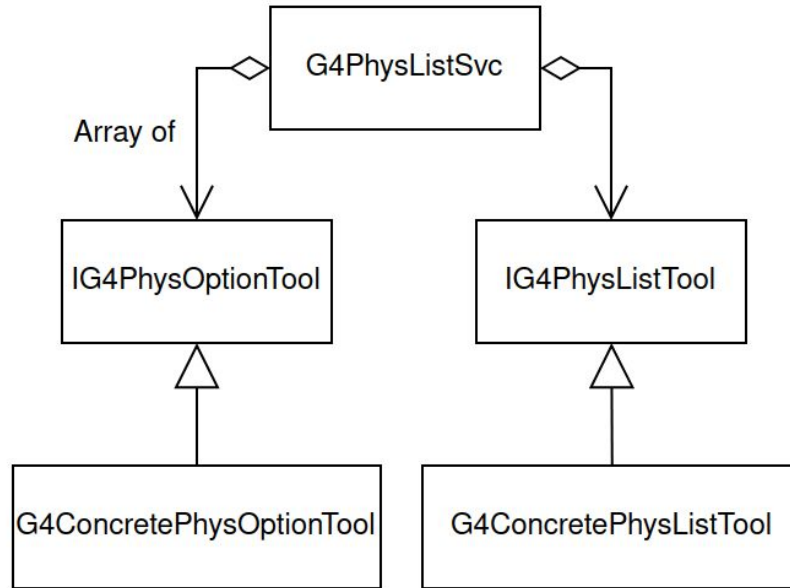 G4PhysListSvc
Array of
IG4PhysOptionTool
IG4PhysListTool
G4ConcretePhysOptionTool
G4ConcretePhysListTool